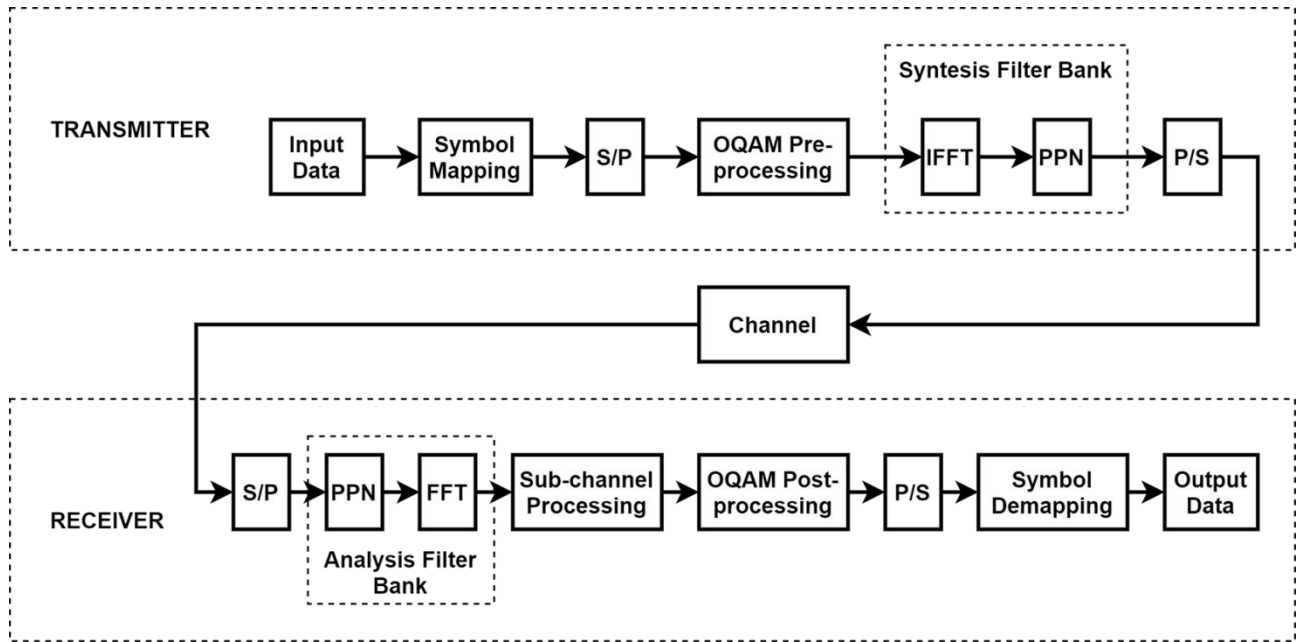 Syntesis Filter Bank
TRANSMITTER
Input
Data
Symbol
Mapping
S/P
OQAM Pre-
processing
IFFT
PPN
P/S
Channel
RECEIVER
S/P
PPN
FFT
Analysis Filter
Bank
Sub-channel
Processing
OQAM Post-
processing
P/S
Symbol
Demapping
Output
Data